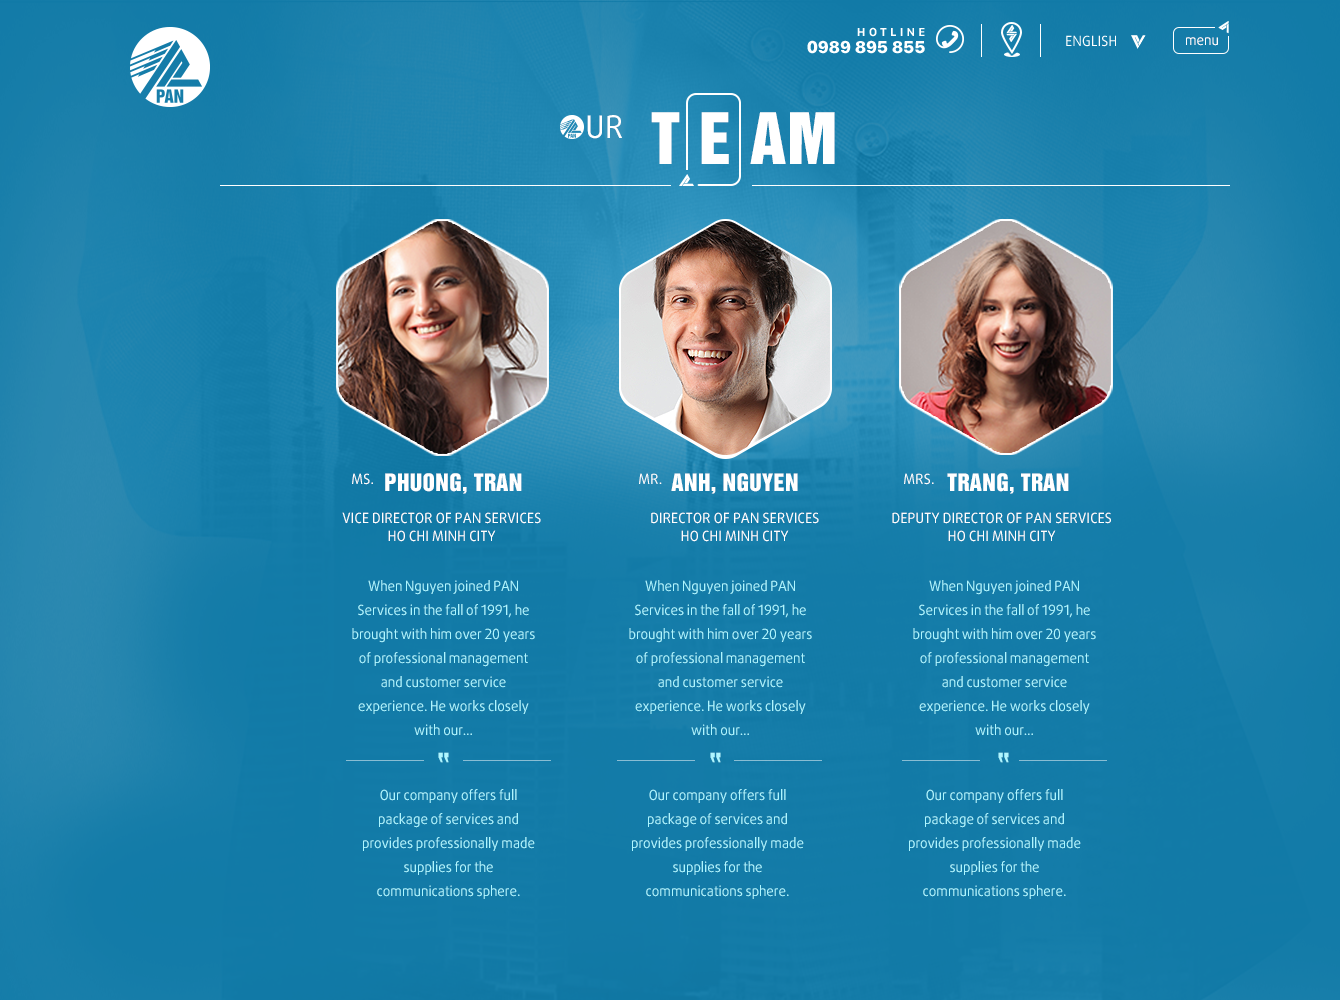 PAN
HOTLINE
0989 895 855
ENGLISH
menu
OUR TEAM
MS. PHUONG, TRAN
VICE DIRECTOR OF PAN SERVICES
HO CHI MINH CITY
When Nguyen joined PAN
Services in the fall of 1991, he
brought with him over 20 years
of professional management
and customer service
experience. He works closely
with our...
"
Our company offers full
package of services and
provides professionally made
supplies for the
communications sphere.
MR. ANH, NGUYEN
DIRECTOR OF PAN SERVICES
HO CHI MINH CITY
When Nguyen joined PAN
Services in the fall of 1991, he
brought with him over 20 years
of professional management
and customer service
experience. He works closely
with our...
"
Our company offers full
package of services and
provides professionally made
supplies for the
communications sphere.
MRS. TRANG, TRAN
DEPUTY DIRECTOR OF PAN SERVICES
HO CHI MINH CITY
When Nguyen joined PAN
Services in the fall of 1991, he
brought with him over 20 years
of professional management
and customer service
experience. He works closely
with our...
"
Our company offers full
package of services and
provides professionally made
supplies for the
communications sphere.